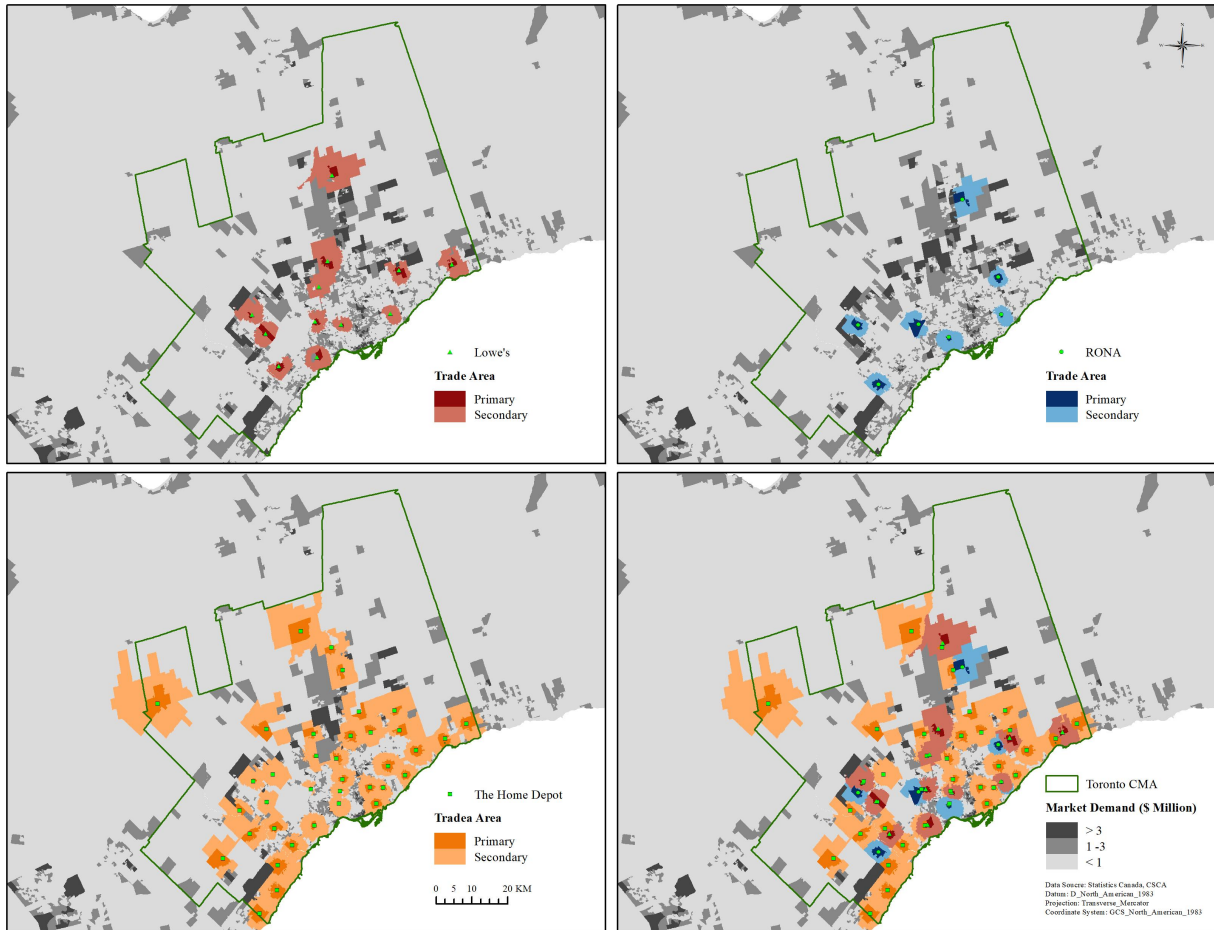 N
W
E
S
Lowe's
Trade Area
Primary
Secondary
RONA
Trade Area
Primary
Secondary
The Home Depot
Tradea Area
Primary
Secondary
0 5 10 20 KM
Toronto CMA
Market Demand ($ Million)
> 3
1 -3
< 1
Data Source: Statistics Canada, CSCA
Datum: D_North_American_1983
Projection: Transverse_Mercator
Coordinate System: GCS_North_American_1983